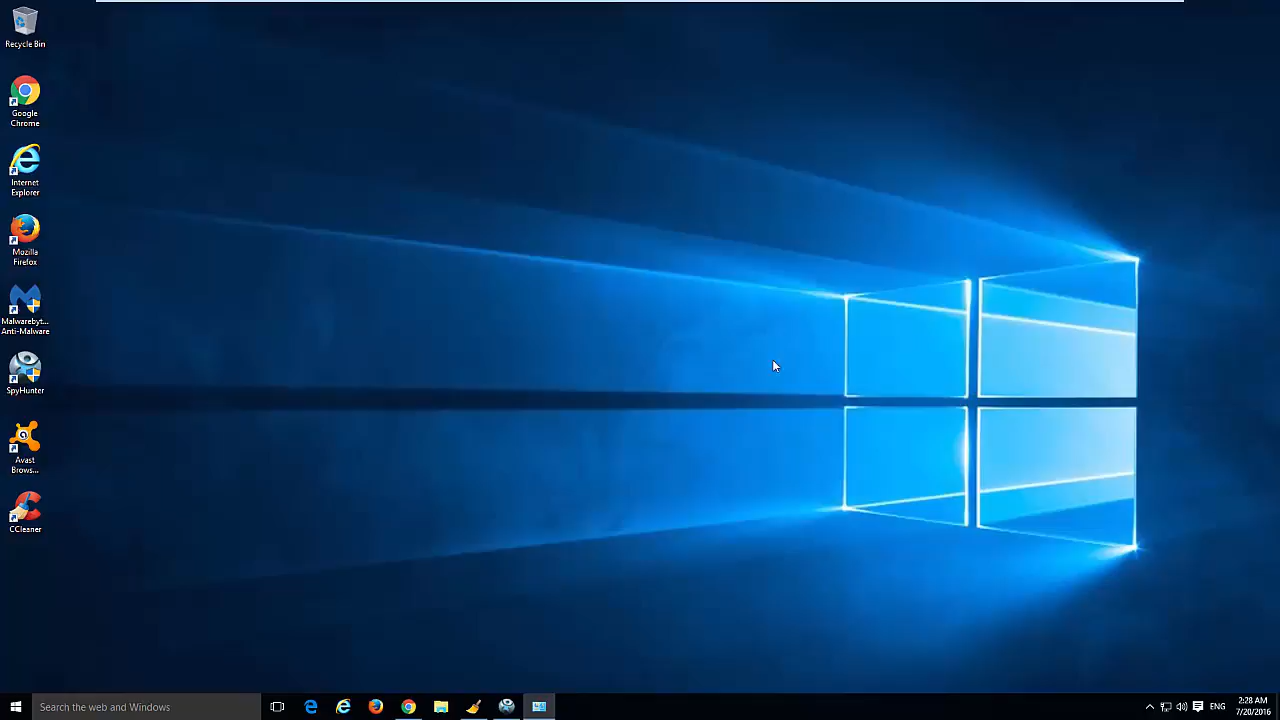 Recycle Bin
Google
Chrome
Internet
Explorer
Mozilla
Firefox
Malwarebyt...
Anti-Malware
SpyHunter
Avast
Brows...
CCleaner
Search the web and Windows
ENG
2:28 AM
7/20/2016